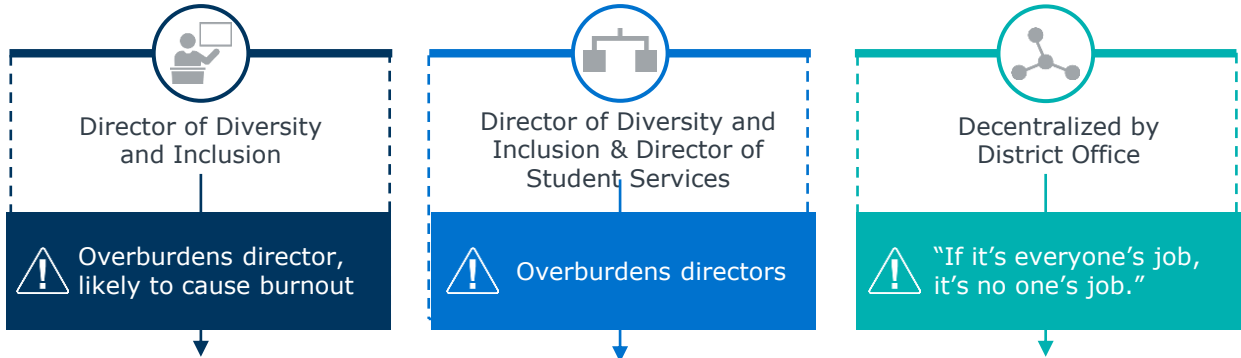 Director of Diversity
and Inclusion
Overburdens director,
likely to cause burnout
Director of Diversity and
Inclusion & Director of
Student Services
Overburdens directors
Decentralized by
District Office
“If it’s everyone’s job,
it’s no one’s job.”